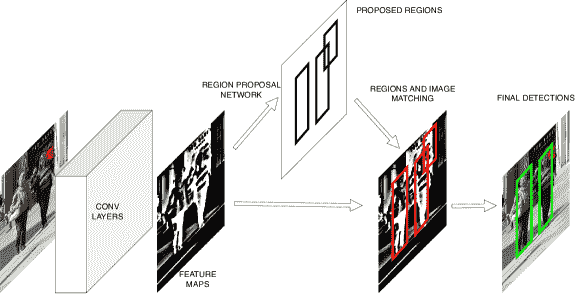 PROPOSED REGIONS
REGION PROPOSAL
NETWORK
REGIONS AND IMAGE
MATCHING
FINAL DETECTIONS
CONV
LAYERS
FEATURE
MAPS